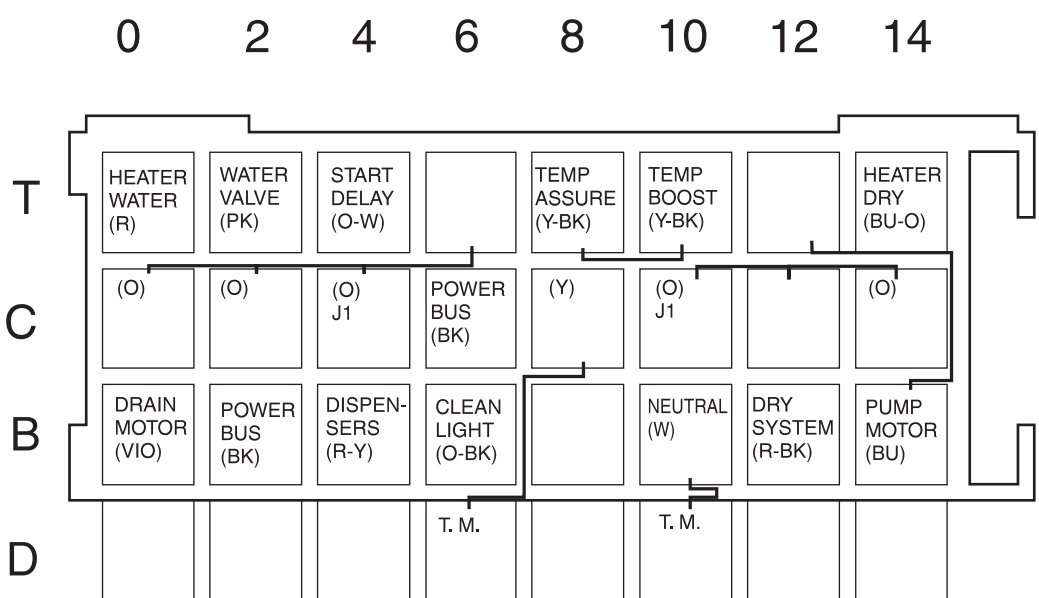 0 2 4 6 8 10 12 14
T
HEATER
WATER
(R)
WATER
VALVE
(PK)
START
DELAY
(O-W)
TEMP
ASSURE
(Y-BK)
TEMP
BOOST
(Y-BK)
HEATER
DRY
(BU-O)
C
(O)
(O)
(O)
J1
POWER
BUS
(BK)
(Y)
(O)
J1
(O)
B
DRAIN
MOTOR
(VIO)
POWER
BUS
(BK)
DISPEN-
SERS
(R-Y)
CLEAN
LIGHT
(O-BK)
NEUTRAL
(W)
DRY
SYSTEM
(R-BK)
PUMP
MOTOR
(BU)
T. M.
T. M.
D